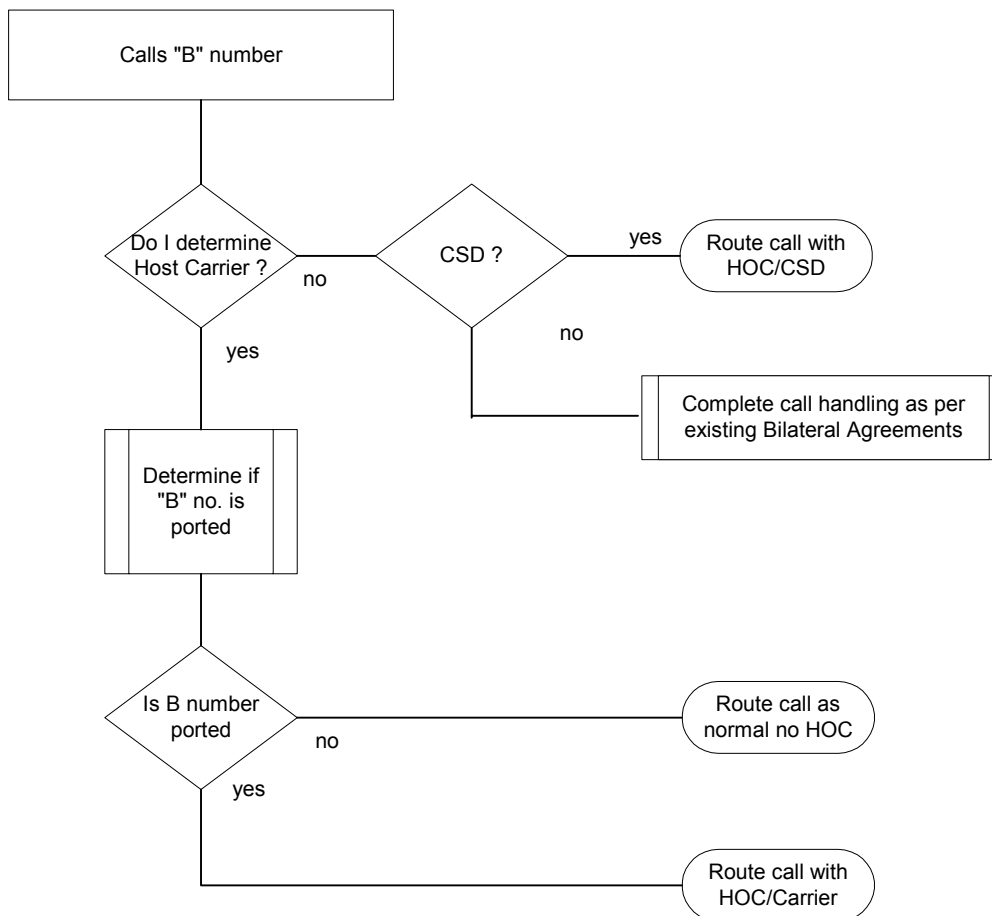 Calls "B" number
Do I determine
Host Carrier ?
no
CSD ?
yes
Route call with
HOC/CSD
yes
no
Complete call handling as per
existing Bilateral Agreements
Determine if
"B" no. is
ported
Is B number
ported
no
Route call as
normal no HOC
yes
Route call with
HOC/Carrier